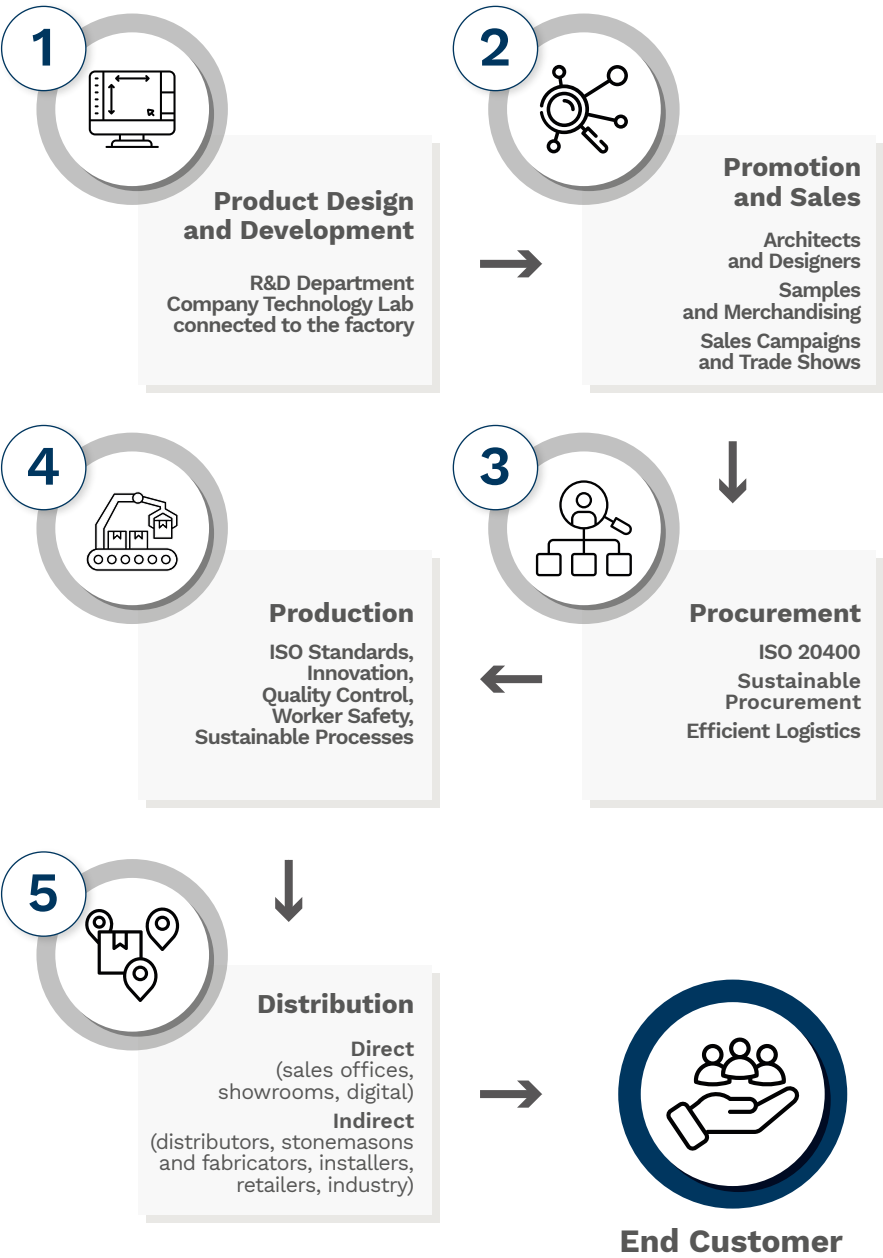 1
Product Design
and Development
R&D Department
Company Technology Lab
connected to the factory
2
Promotion
and Sales
Architects
and Designers
Samples
and Merchandising
Sales Campaigns
and Trade Shows
3
Procurement
ISO 20400
Sustainable
Procurement
Efficient Logistics
4
Production
ISO Standards,
Innovation,
Quality Control,
Worker Safety,
Sustainable Processes
5
Distribution
Direct
(sales offices,
showrooms, digital)
Indirect
(distributors, stonemasons
and fabricators, installers,
retailers, industry)
End Customer